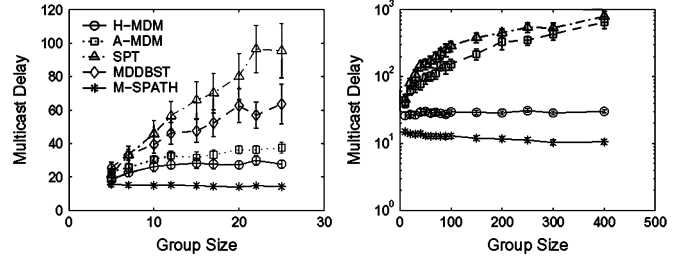 120
100
80
60
40
20
0
Multicast Delay
H-MDM
A-MDM
SPT
MDDBST
M-SPATH
0 10 20 30
Group Size
10^3
10^2
10^1
10^0
Multicast Delay
0 100 200 300 400 500
Group Size